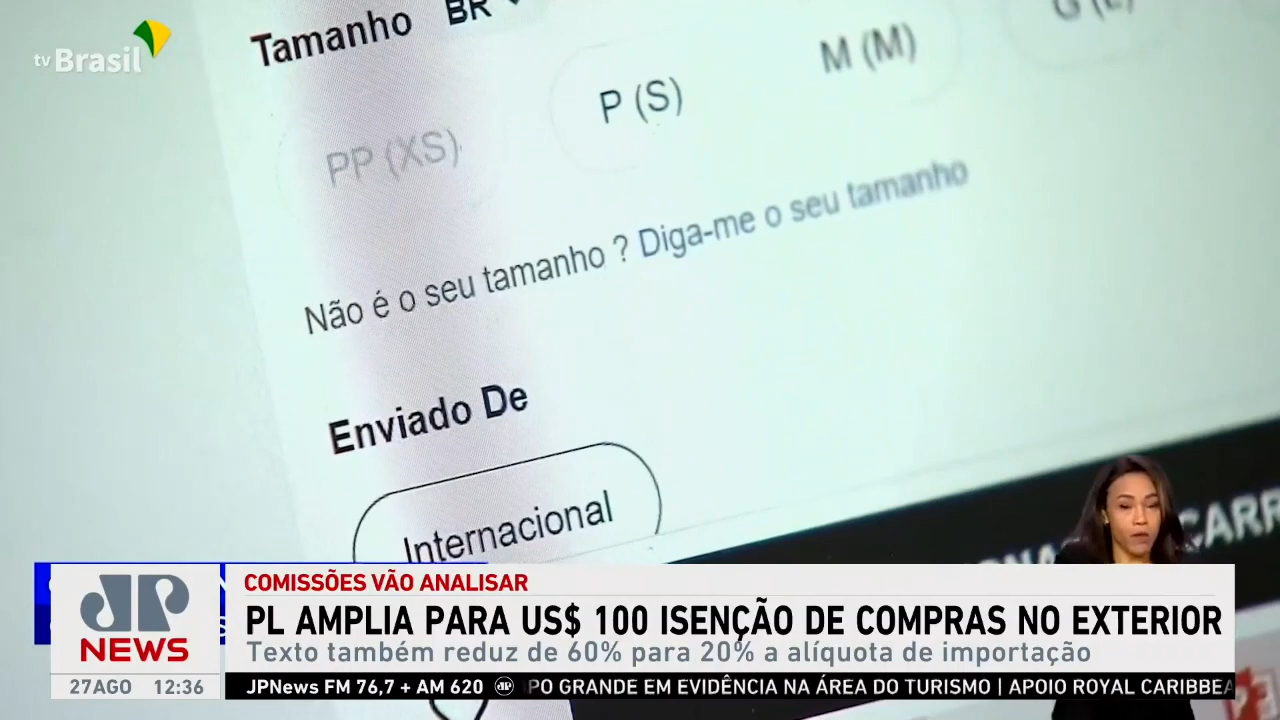 tv Brasil
Tamanho BR
PP (XS) P (S) M (M) G (L)
Não é o seu tamanho ? Diga-me o seu tamanho
Enviado De
Internacional
COMISSÕES VÃO ANALISAR
PL AMPLIA PARA US$ 100 ISENÇÃO DE COMPRAS NO EXTERIOR
Texto também reduz de 60% para 20% a alíquota de importação
JP NEWS
27AGO 12:36
JPNews FM 76,7 + AM 620 JP PO GRANDE EM EVIDÊNCIA NA ÁREA DO TURISMO | APOIO ROYAL CARIBBEA